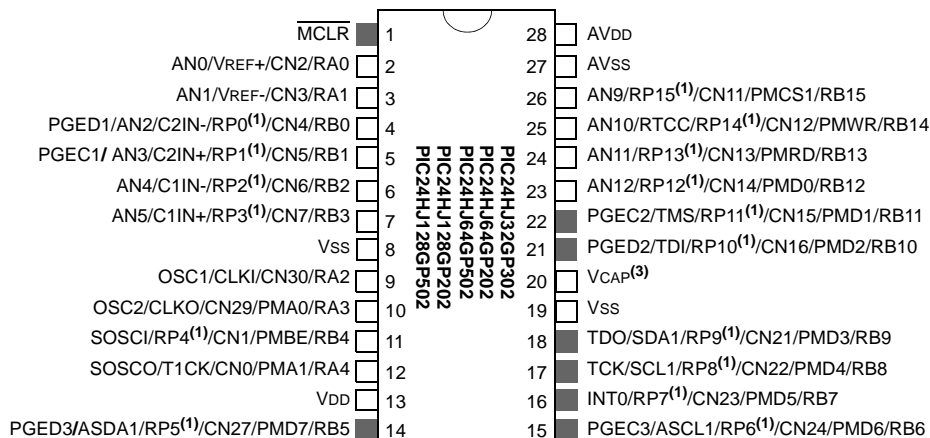 MCLR 1 28 AVDD
AN0/VREF+/CN2/RA0 2 27 AVSS
AN1/VREF-/CN3/RA1 3 26 AN9/RP15(1)/CN11/PMCS1/RB15
PGED1/AN2/C2IN-/RP0(1)/CN4/RB0 4 25 AN10/RTCC/RP14(1)/CN12/PMWR/RB14
PGEC1/ AN3/C2IN+/RP1(1)/CN5/RB1 5 24 AN11/RP13(1)/CN13/PMRD/RB13
AN4/C1IN-/RP2(1)/CN6/RB2 6 23 AN12/RP12(1)/CN14/PMD0/RB12
AN5/C1IN+/RP3(1)/CN7/RB3 7 22 PGEC2/TMS/RP11(1)/CN15/PMD1/RB11
VSS 8 21 PGED2/TDI/RP10(1)/CN16/PMD2/RB10
OSC1/CLKI/CN30/RA2 9 20 VCAP(3)
OSC2/CLKO/CN29/PMA0/RA3 10 19 VSS
SOSCI/RP4(1)/CN1/PMBE/RB4 11 18 TDO/SDA1/RP9(1)/CN21/PMD3/RB9
SOSCO/T1CK/CN0/PMA1/RA4 12 17 TCK/SCL1/RP8(1)/CN22/PMD4/RB8
VDD 13 16 INT0/RP7(1)/CN23/PMD5/RB7
PGED3/ASDA1/RP5(1)/CN27/PMD7/RB5 14 15 PGEC3/ASCL1/RP6(1)/CN24/PMD6/RB6
PIC24HJ32GP302
PIC24HJ64GP202
PIC24HJ64GP502
PIC24HJ128GP202
PIC24HJ128GP502